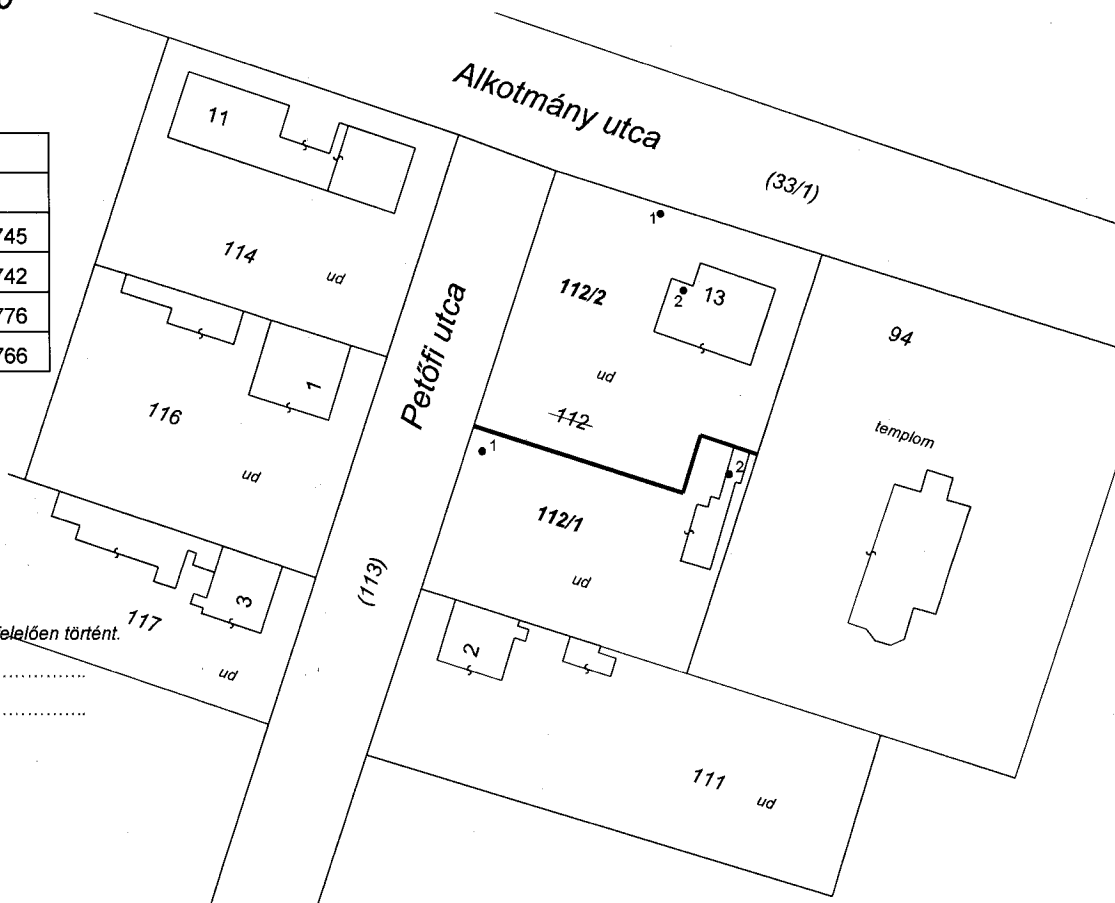 Alkotmány utca
(33/1)
11
745
742
776
766
114
ud
1
112/2
2
13
94
Petőfi utca
1
116
ud
ud
112
templom
1
2
112/1
ud
(113)
3
117
elelően történt.
ud
2
111
ud